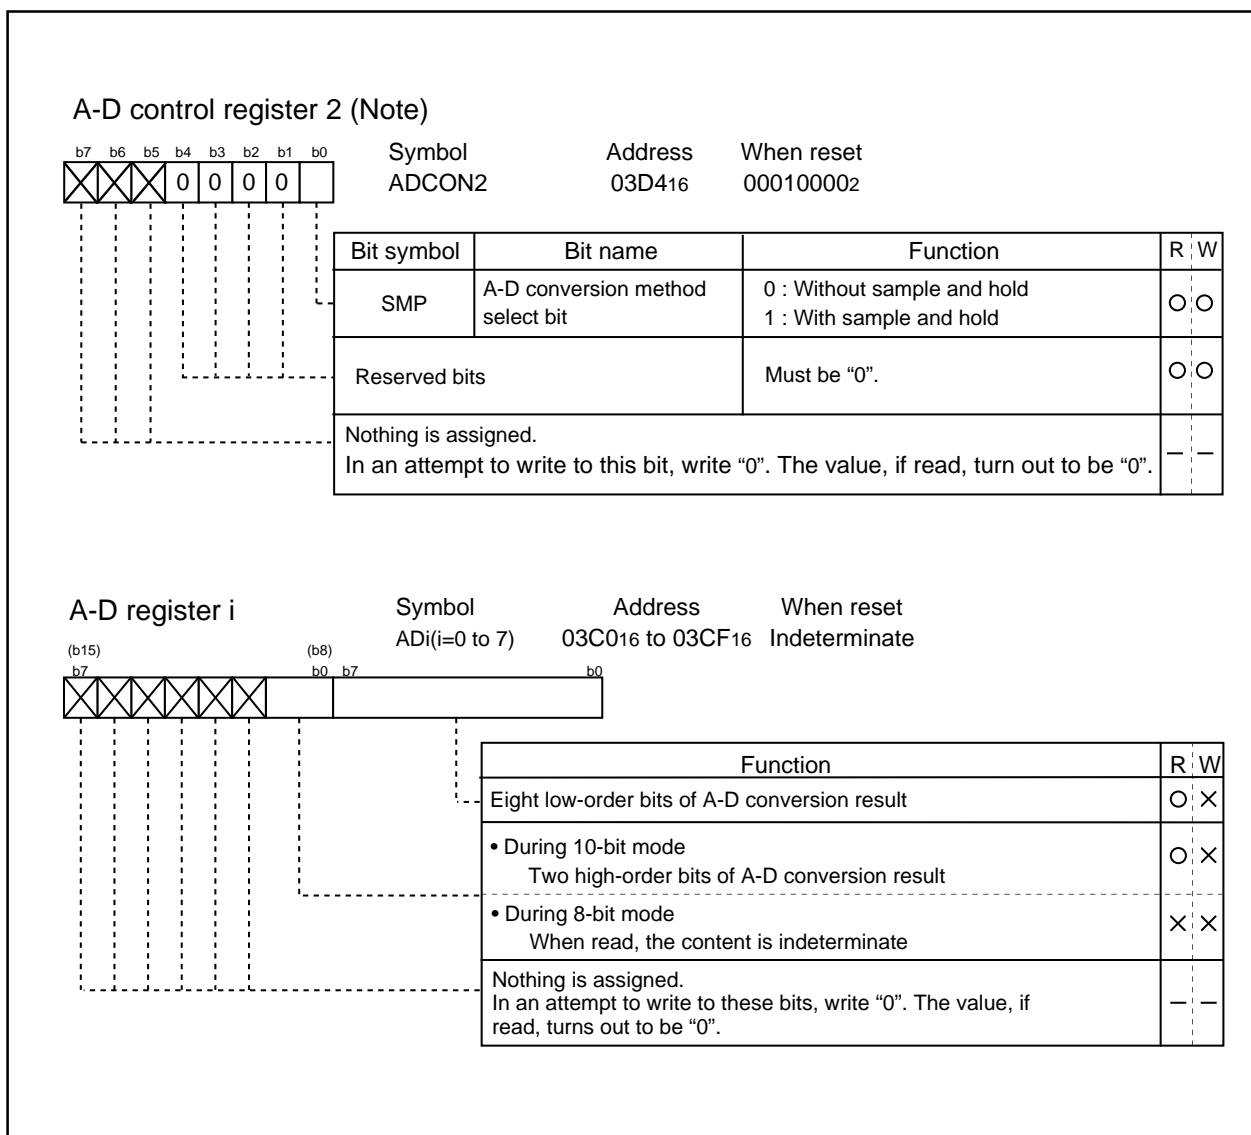 A-D control register 2 (Note)
b7 b6 b5 b4 b3 b2 b1 b0
Symbol Address When reset
0 0 0 0
ADCON2 03D416 000100002
Bit symbol Bit name Function R W
SMP A-D conversion method select bit 0 : Without sample and hold
1 : With sample and hold
Reserved bits Must be “0”.
Nothing is assigned.
In an attempt to write to this bit, write “0”. The value, if read, turn out to be “0”. – –
A-D register i
Symbol Address When reset
ADi(i=0 to 7) 03C016 to 03CF16 Indeterminate
(b15) (b8)
b7 b0 b7 b0
Function R W
Eight low-order bits of A-D conversion result
• During 10-bit mode
Two high-order bits of A-D conversion result
• During 8-bit mode
When read, the content is indeterminate
Nothing is assigned.
In an attempt to write to these bits, write “0”. The value, if
read, turns out to be “0”. – –